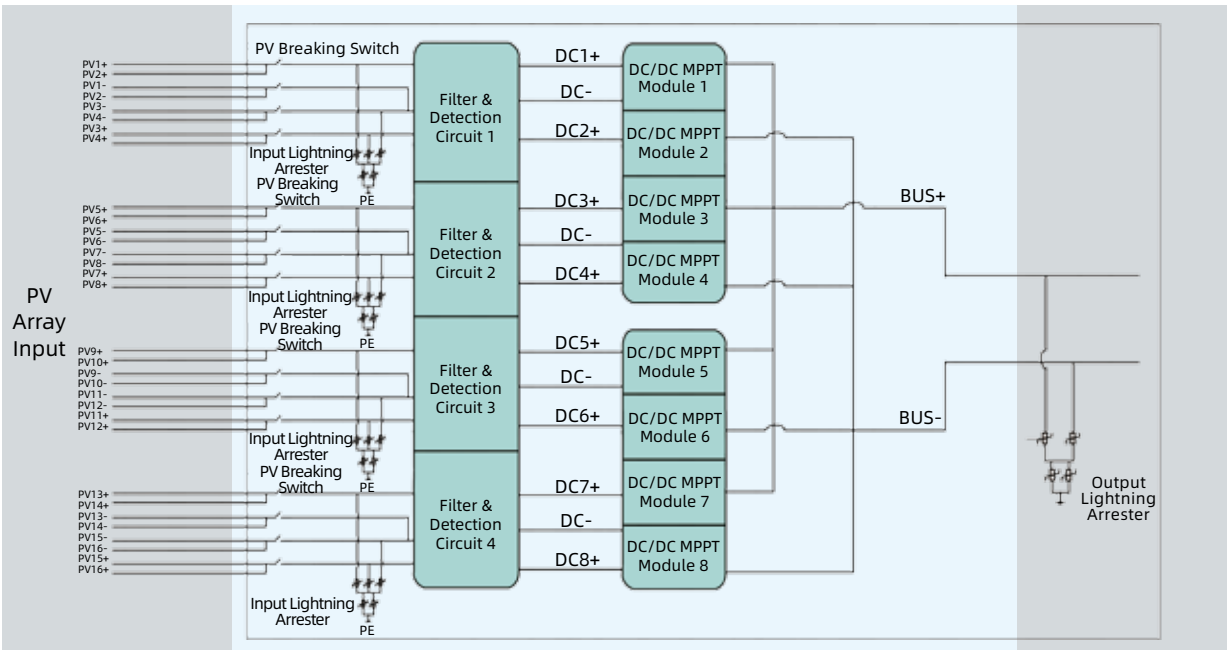 PV Array Input
PV1+
PV2+
PV1-
PV2-
PV3-
PV4-
PV3+
PV4+
PV Breaking Switch
Input Lightning
Arrester
PE
PV5+
PV6+
PV5-
PV6-
PV7-
PV8-
PV7+
PV8+
PV Breaking
Switch
Input Lightning
Arrester
PE
PV9+
PV10+
PV9-
PV10-
PV11-
PV12-
PV11+
PV12+
PV Breaking
Switch
Input Lightning
Arrester
PE
PV13+
PV14+
PV13-
PV14-
PV15-
PV16-
PV15+
PV16+
PV Breaking
Switch
Input Lightning
Arrester
PE
Filter &
Detection
Circuit 1
Filter &
Detection
Circuit 2
Filter &
Detection
Circuit 3
Filter &
Detection
Circuit 4
DC1+
DC-
DC2+
DC3+
DC-
DC4+
DC5+
DC-
DC6+
DC7+
DC-
DC8+
DC/DC MPPT
Module 1
DC/DC MPPT
Module 2
DC/DC MPPT
Module 3
DC/DC MPPT
Module 4
DC/DC MPPT
Module 5
DC/DC MPPT
Module 6
DC/DC MPPT
Module 7
DC/DC MPPT
Module 8
BUS+
BUS-
Output
Lightning
Arrester